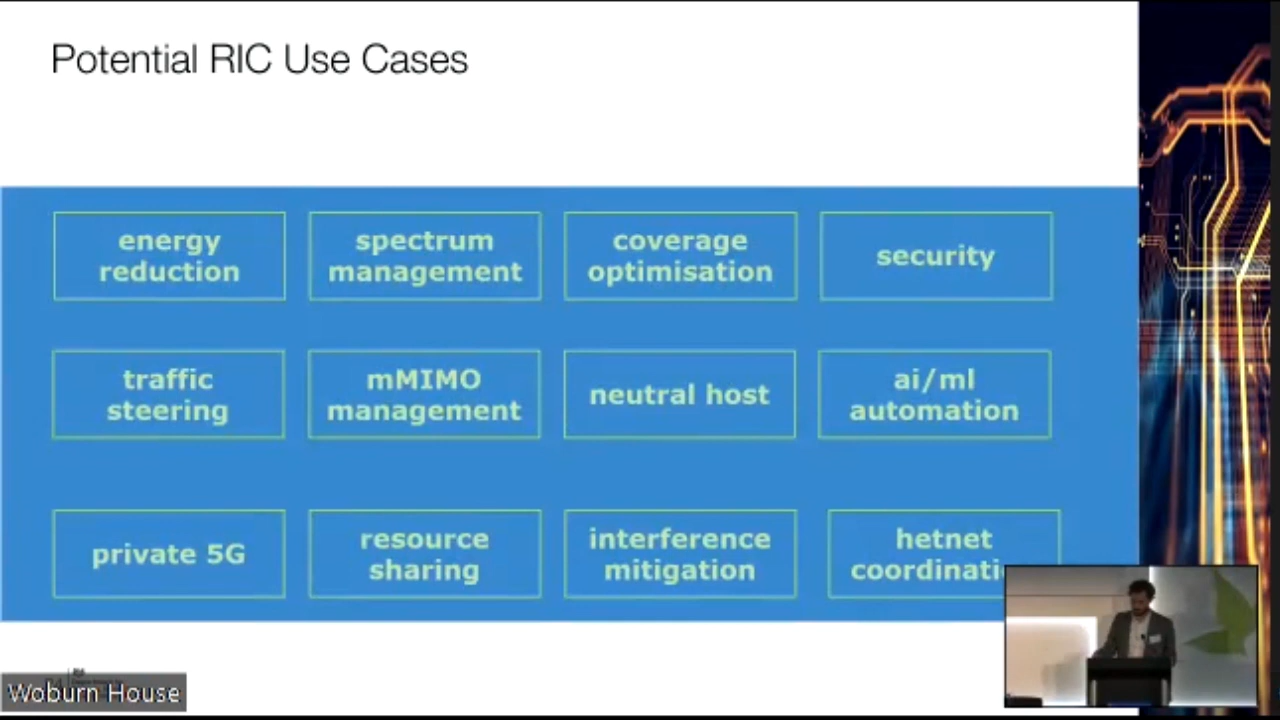 Potential RIC Use Cases
energy
reduction
spectrum
management
coverage
optimisation
security
traffic
steering
mMIMO
management
neutral host
ai/ml
automation
private 5G
resource
sharing
interference
mitigation
hetnet
Woburn House